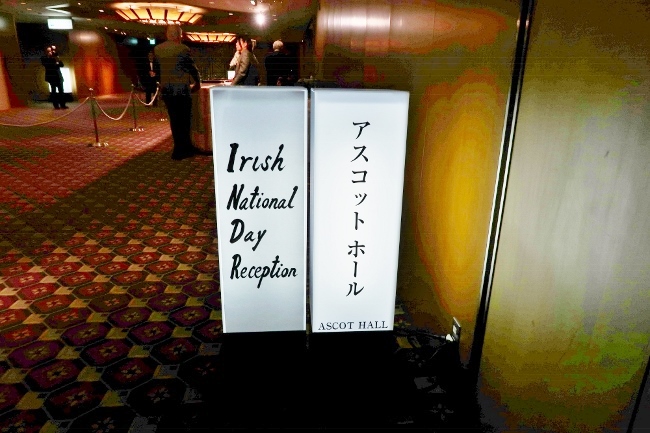 Irish
National
Day
Reception
アスコット ホール
ASCOT HALL